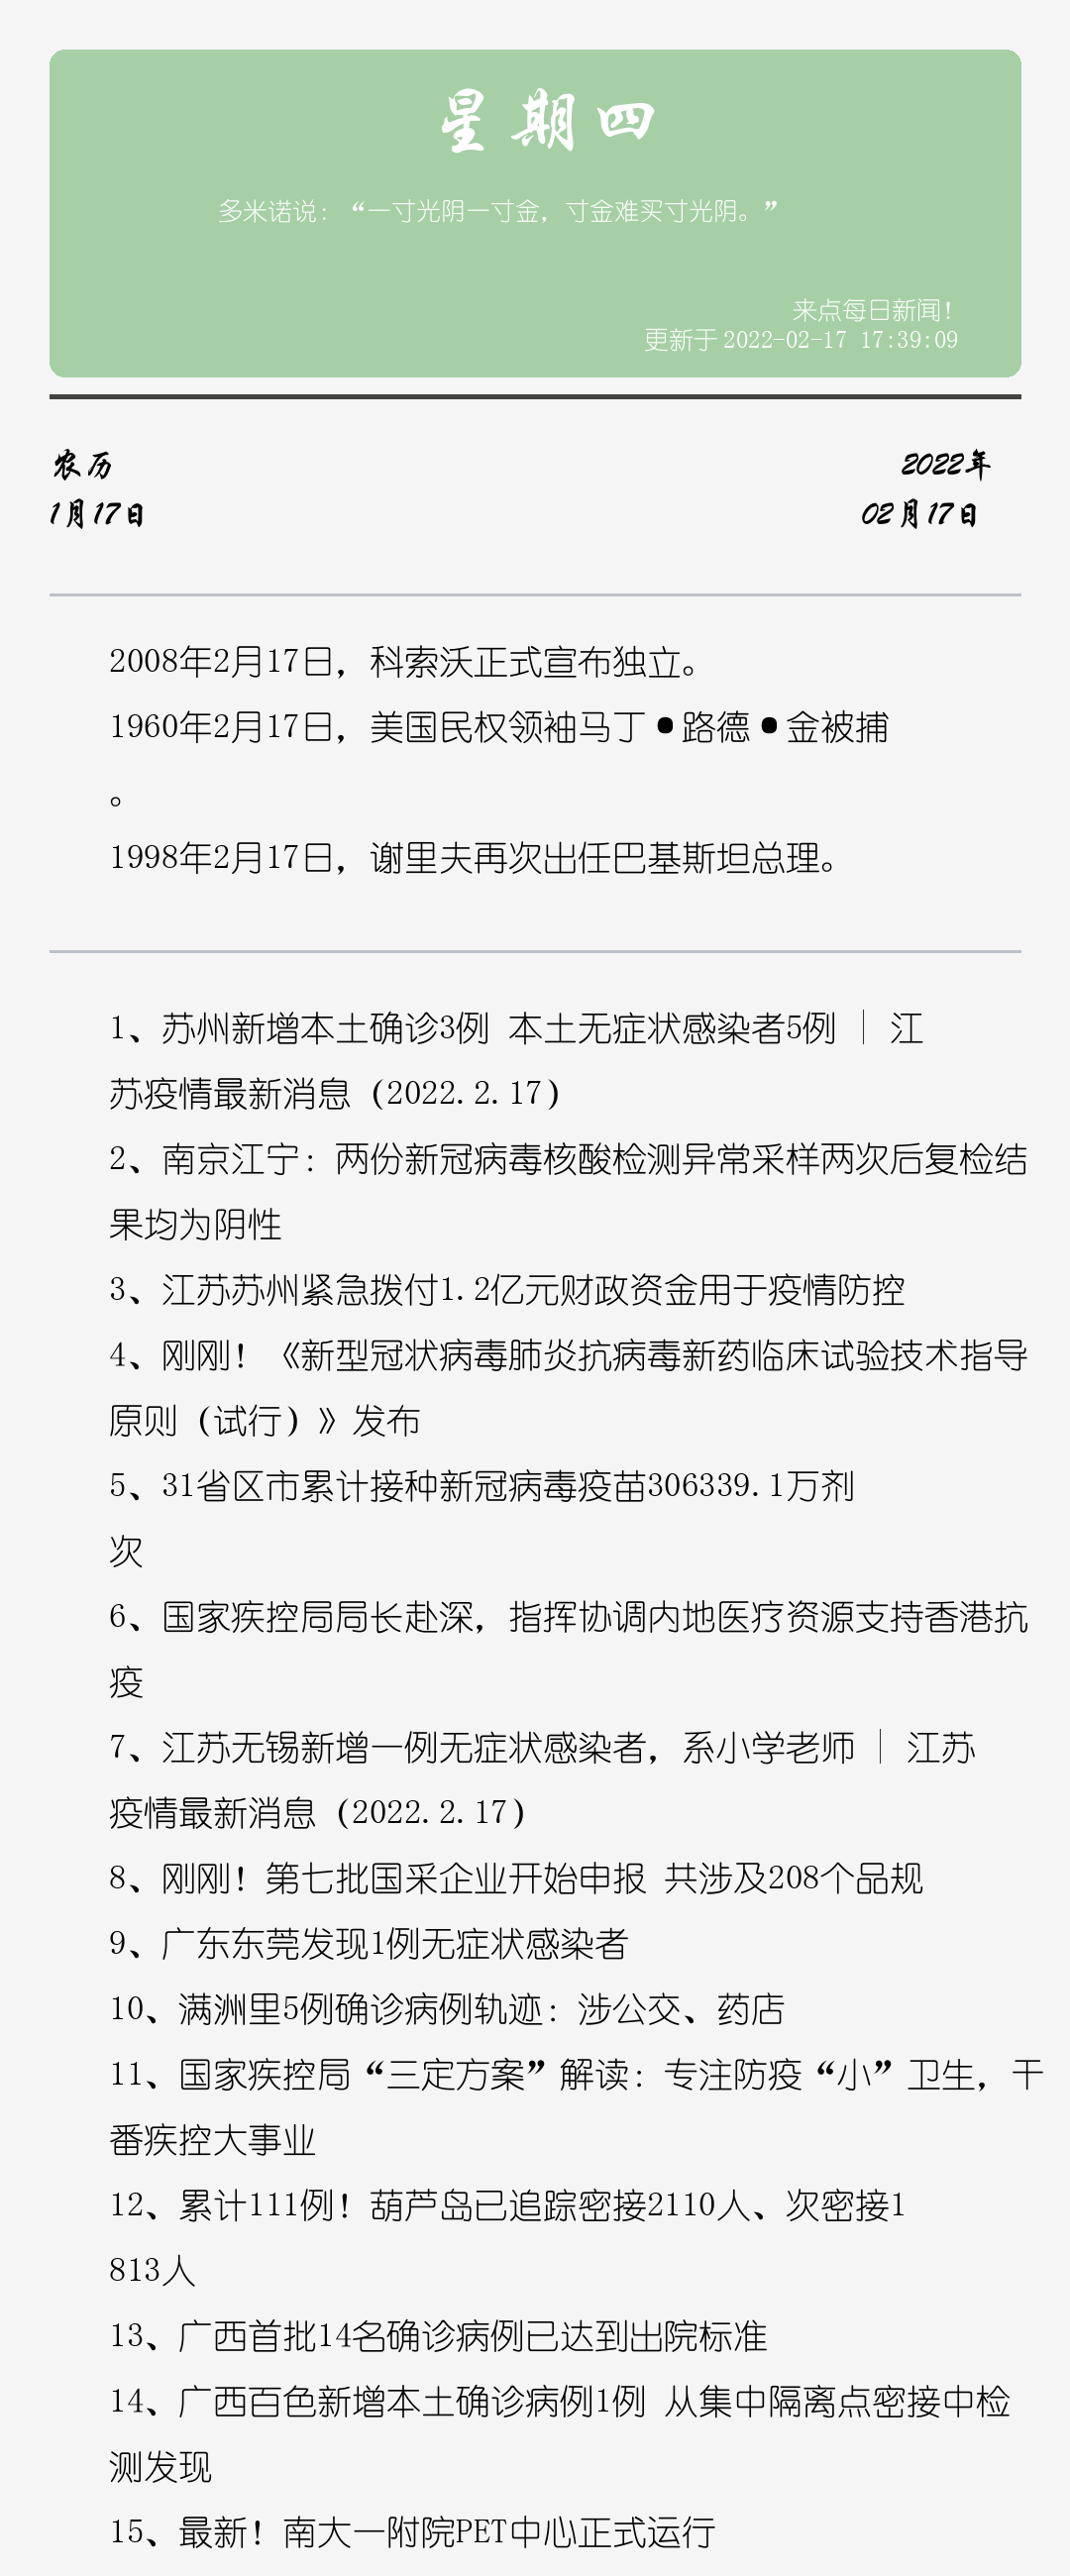 星期四
多米诺说：“一寸光阴一寸金，寸金难买寸光阴。”
来点每日新闻！
更新于 2022-02-17 17:39:09
农历
2022年
1月17日
02月17日
2008年2月17日，科索沃正式宣布独立。
1960年2月17日，美国民权领袖马丁•路德•金被捕
。
1998年2月17日，谢里夫再次出任巴基斯坦总理。
1、苏州新增本土确诊3例 本土无症状感染者5例 | 江
苏疫情最新消息（2022.2.17）
2、南京江宁：两份新冠病毒核酸检测异常采样两次后复检结
果均为阴性
3、江苏苏州紧急拨付1.2亿元财政资金用于疫情防控
4、刚刚！《新型冠状病毒肺炎抗病毒新药临床试验技术指导
原则（试行）》发布
5、31省区市累计接种新冠病毒疫苗306339.1万剂
次
6、国家疾控局局长赴深，指挥协调内地医疗资源支持香港抗
疫
7、江苏无锡新增一例无症状感染者，系小学老师 | 江苏
疫情最新消息（2022.2.17）
8、刚刚！第七批国采企业开始申报 共涉及208个品规
9、广东东莞发现1例无症状感染者
10、满洲里5例确诊病例轨迹：涉公交、药店
11、国家疾控局“三定方案”解读：专注防疫“小”卫生，干
番疾控大事业
12、累计111例！葫芦岛已追踪密接2110人、次密接1
813人
13、广西首批14名确诊病例已达到出院标准
14、广西百色新增本土确诊病例1例 从集中隔离点密接中检
测发现
15、最新！南大一附院PET中心正式运行